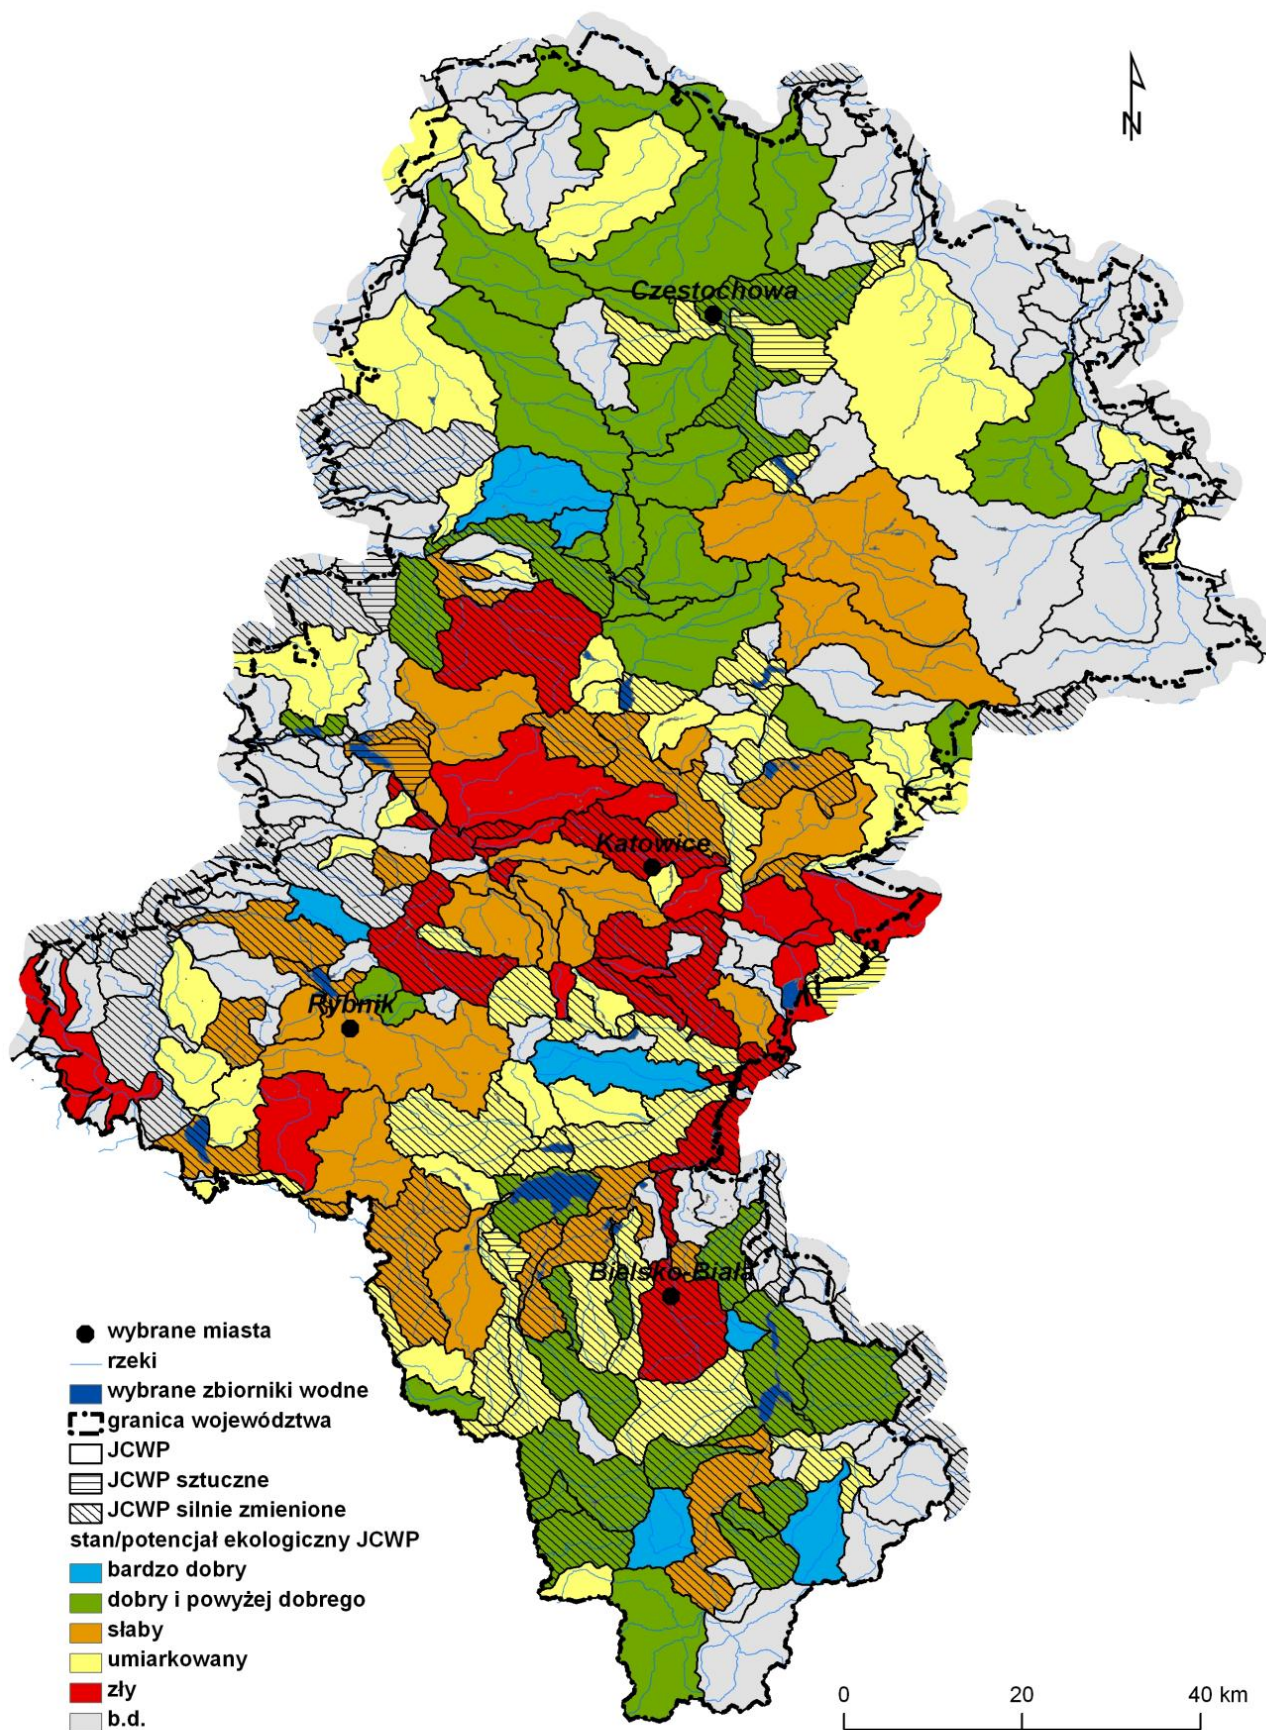 N
Częstochowa
Katowice
Rybnik
Bielsko-Biała
wybrane miasta
rzeki
wybrane zbiorniki wodne
granica województwa
JCWP
JCWP sztuczne
JCWP silnie zmienione
stan/potencjał ekologiczny JCWP
bardzo dobry
dobry i powyżej dobrego
słaby
umiarkowany
zły
b.d.
0 20 40 km